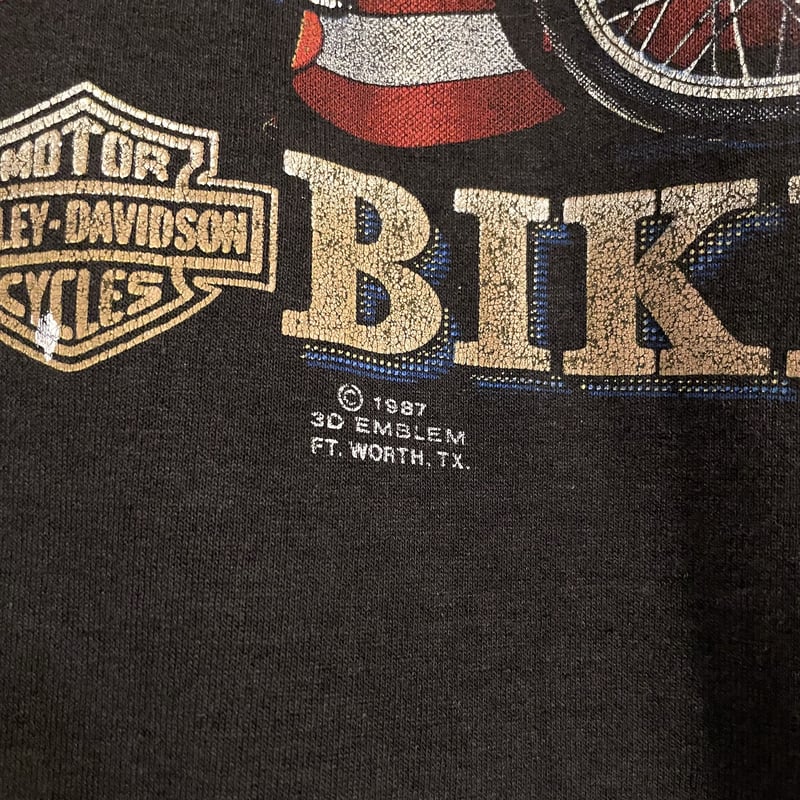 MOTOR
LEY-DAVIDSON
CYCLES
BIK
© 1987
3D EMBLEM
FT. WORTH, TX.